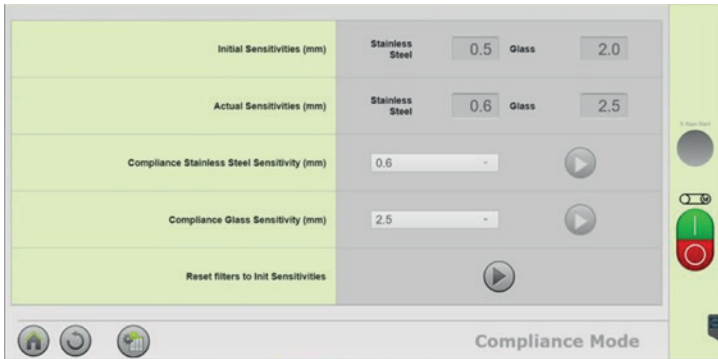 Initial Sensitivities (mm)
Stainless Steel
0.5
Glass
2.0
Actual Sensitivities (mm)
Stainless Steel
0.6
Glass
2.5
Compliance Stainless Steel Sensitivity (mm)
0.6
Compliance Glass Sensitivity (mm)
2.5
Reset filters to Init Sensitivities
Compliance Mode